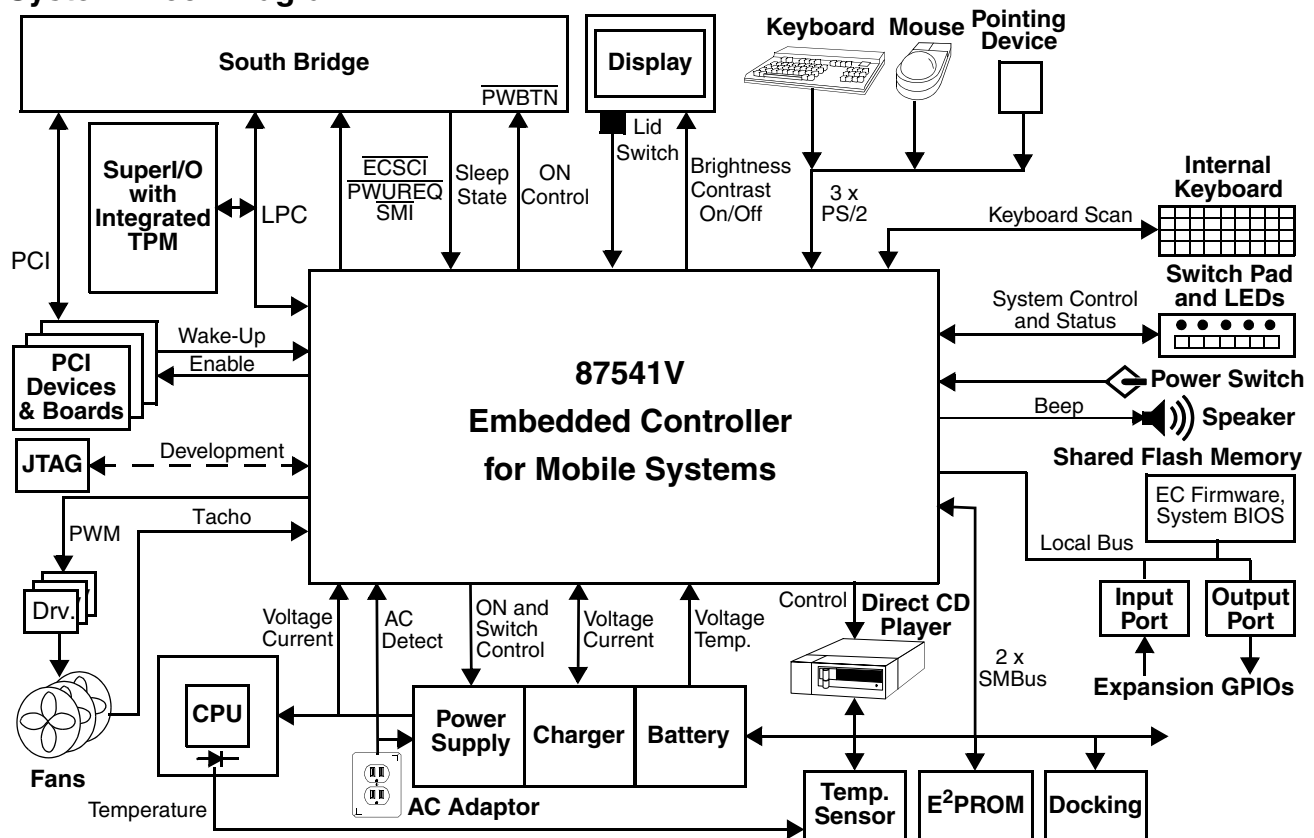 South Bridge
PWBTN
Display
Keyboard
Mouse
Pointing
Device
SuperI/O
with
Integrated
TPM
LPC
PCI
ECSCI
PWUREQ
SMI
Sleep
State
ON
Control
Lid
Switch
Brightness
Contrast
On/Off
3 x
PS/2
Internal
Keyboard
Keyboard Scan
Switch Pad
and LEDs
System Control
and Status
Wake-Up
Enable
PCI
Devices
& Boards
87541V
Embedded Controller
for Mobile Systems
Power Switch
Beep
Speaker
JTAG
Development
Shared Flash Memory
EC Firmware,
System BIOS
PWM
Tacho
Local Bus
Drv.
Fans
Voltage
Current
AC
Detect
ON and
Switch
Control
Voltage
Current
Voltage
Temp.
Control
Direct CD
Player
2 x
SMBus
Input
Port
Output
Port
Expansion GPIOs
CPU
Power
Supply
Charger
Battery
AC Adaptor
Temperature
Temp.
Sensor
E²PROM
Docking